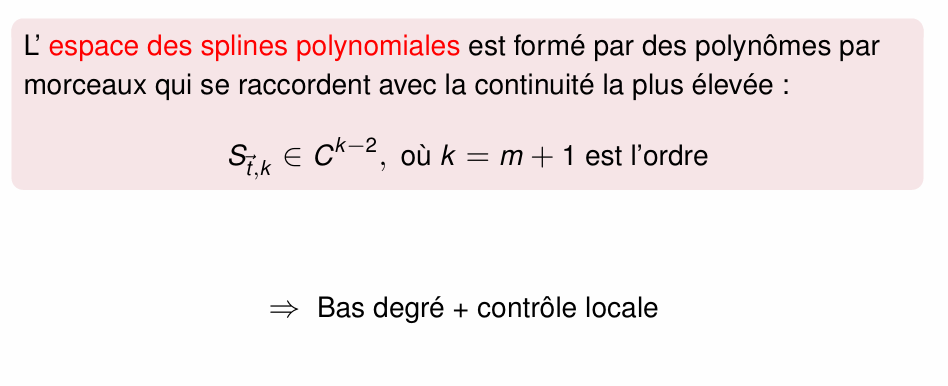 L' espace des splines polynomiales est formé par des polynômes par
morceaux qui se raccordent avec la continuité la plus élevée :
$S_{\vec{t},k} \in C^{k-2}$, où $k = m + 1$ est l'ordre
⇒ Bas degré + contrôle locale